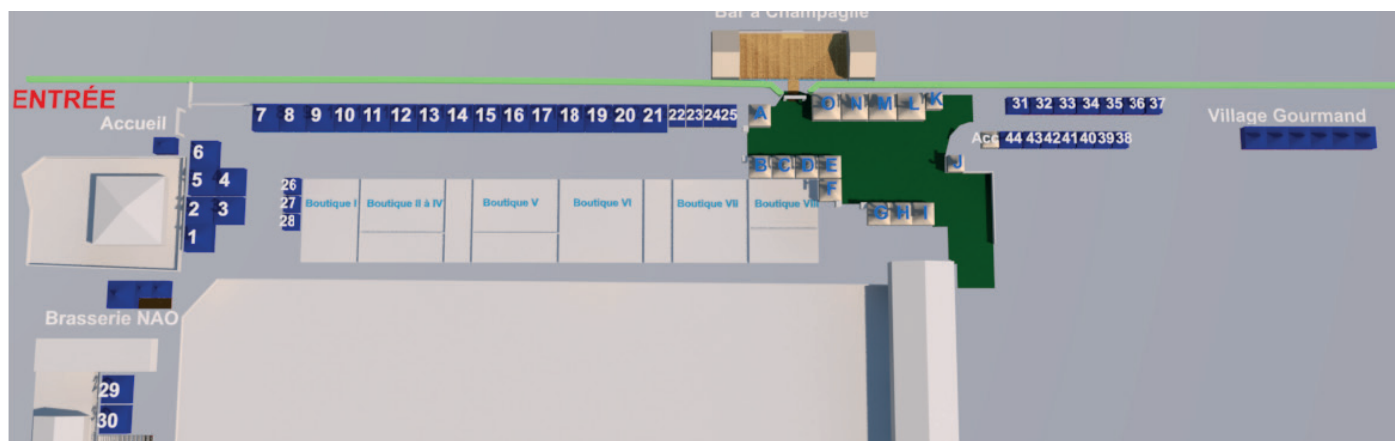 Bar à Champagne
ENTRÉE
Accueil
7 8 9 10 11 12 13 14 15 16 17 18 19 20 21 22 23 24 25
A O N M L K
31 32 33 34 35 36 37
Village Gourmand
Acc 44 43 42 41 40 39 38
6
5 4
2 3
1
26
27
28
B C D E
F
J
G H I
Boutique I
Boutique II à IV
Boutique V
Boutique VI
Boutique VII
Boutique VIII
Brasserie NAO
29
30